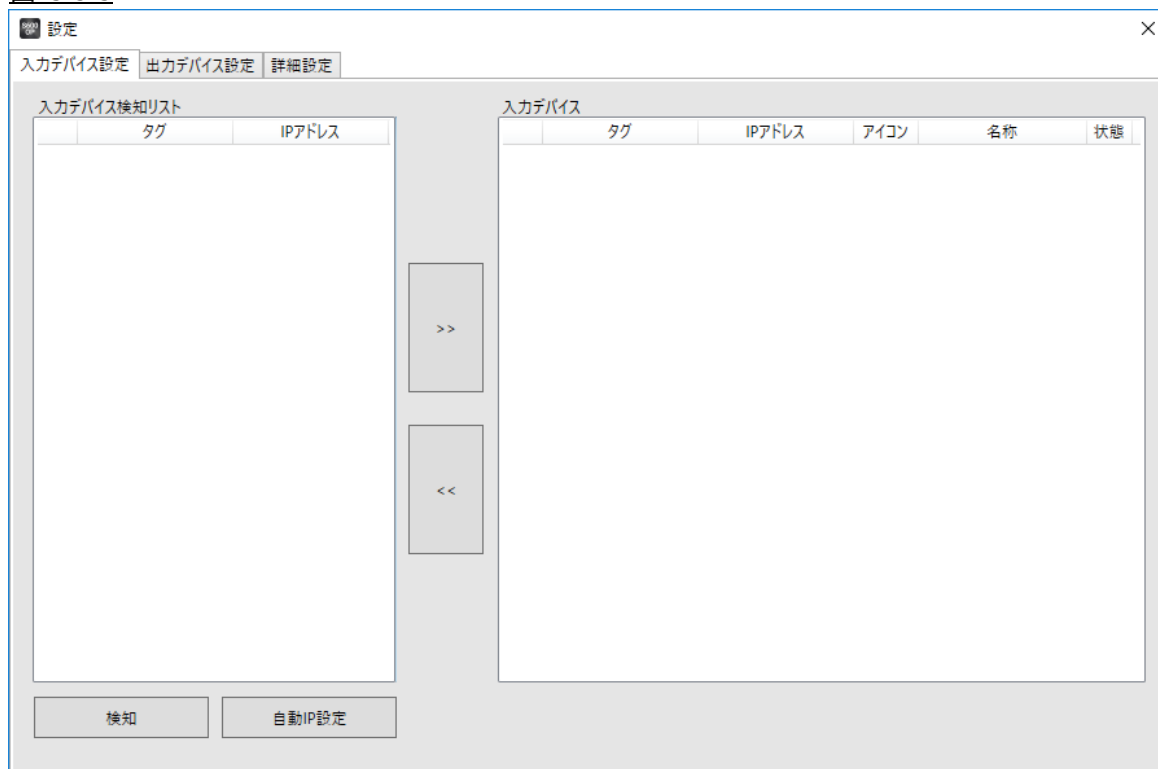 設定
入力デバイス設定 出力デバイス設定 詳細設定
入力デバイス検知リスト 入力デバイス
タグ IPアドレス タグ IPアドレス アイコン 名称 状態
>>
<<
検知 自動IP設定